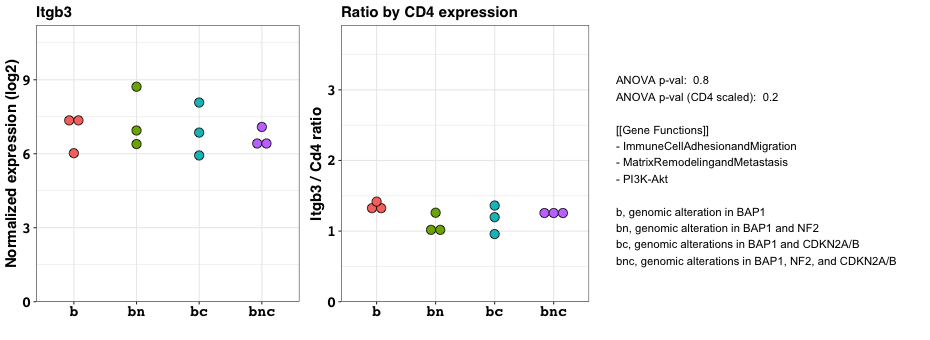 Itgb3
Normalized expression (log2)
9
6
3
0
b
bn
bc
bnc
Ratio by CD4 expression
Itgb3 / Cd4 ratio
3
2
1
0
b
bn
bc
bnc
ANOVA p-val:  0.8
ANOVA p-val (CD4 scaled):  0.2
[[Gene Functions]]
- ImmuneCellAdhesionandMigration
- MatrixRemodelingandMetastasis
- PI3K-Akt
b, genomic alteration in BAP1
bn, genomic alteration in BAP1 and NF2
bc, genomic alterations in BAP1 and CDKN2A/B
bnc, genomic alterations in BAP1, NF2, and CDKN2A/B